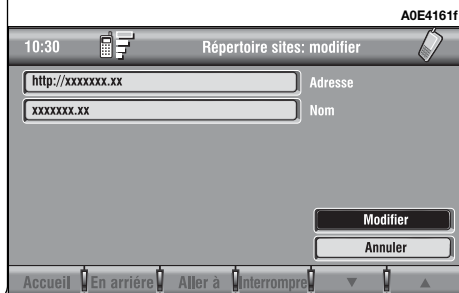 A0E4161f
10:30 Répertoire sites: modifier
http://xxxxxxx.xx Adresse
xxxxxxx.xx Nom
Modifier
Annuler
Accueil En arriére Aller à Interrompre